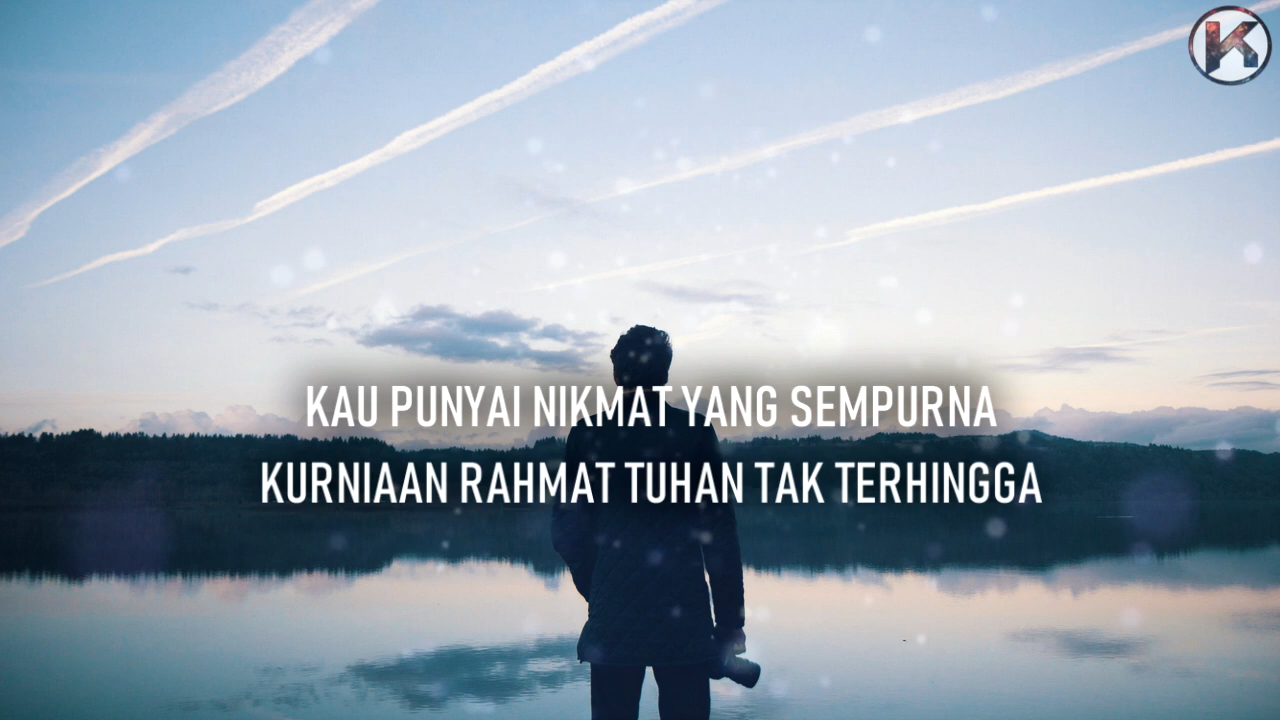 K
KAU PUNYAI NIKMAT YANG SEMPURNA
KURNIAAN RAHMAT TUHAN TAK TERHINGGA